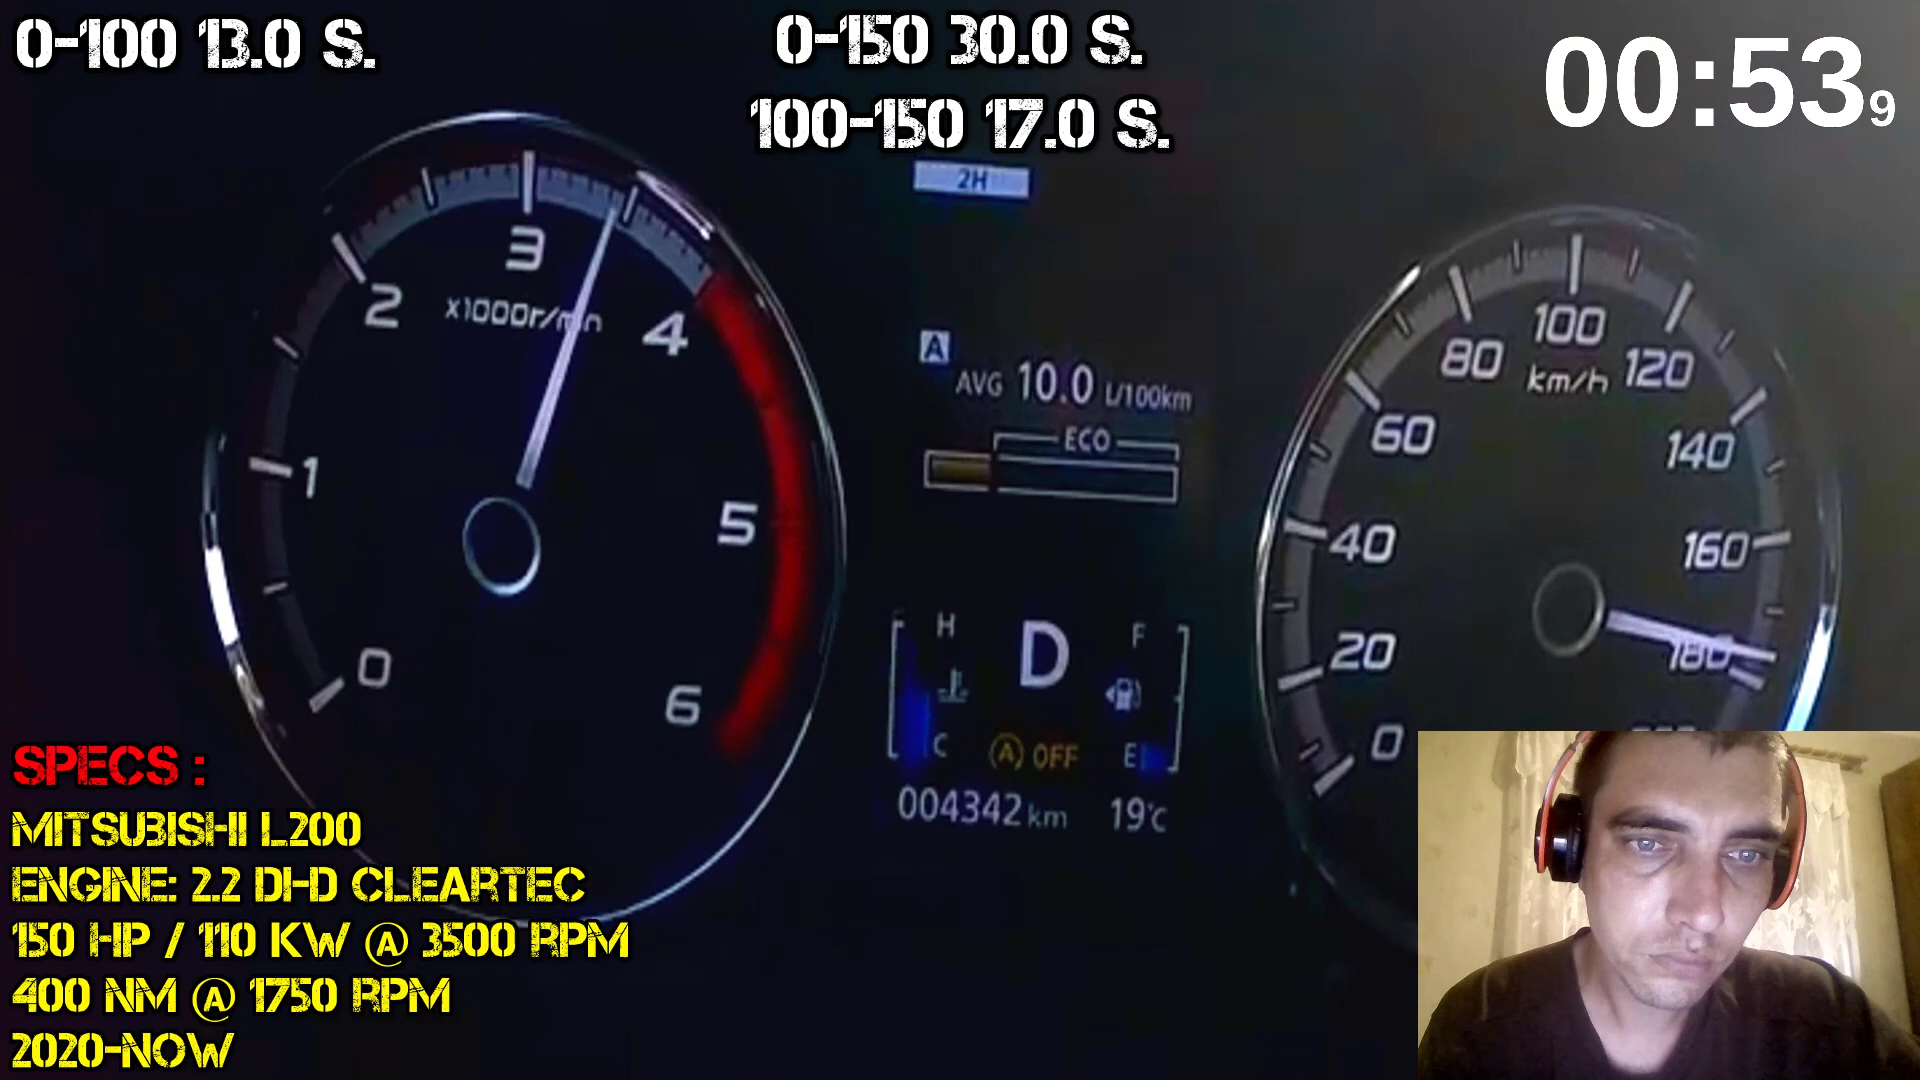 0-100 13.0 S.
0-150 30.0 S.
100-150 17.0 S.
00:539
2H
3
2
x1000r/min
4
1
5
0
6
A
AVG 10.0 L/100km
ECO
H
D
F
C
A OFF
E
004342 km 19°C
100
80
km/h
120
60
140
40
160
20
180
0
SPECS :
MITSUBISHI L200
ENGINE: 2.2 DI-D CLEARTEC
150 HP / 110 KW @ 3500 RPM
400 NM @ 1750 RPM
2020-NOW